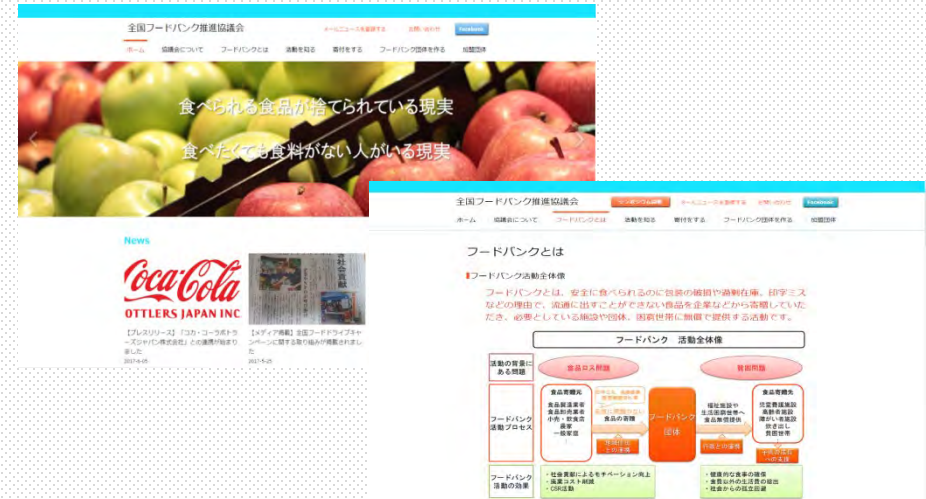 全国フードバンク推進協議会
メールニュースを登録する お問い合わせ Facebook
ホーム 協議会について フードバンクとは 活動を知る 寄付をする フードバンク団体を作る 加盟団体
食べられる食品が捨てられている現実
食べたくても食料がない人がいる現実
News
Coca-Cola
OTTLERS JAPAN INC
き社会貢献
【プレスリリース】「コカ・コーラボトラ
ーズジャパン株式会社」との連携が始まり
ました
2017-6-05
【メディア掲載】全国フードドライブキャ
ンペーンに関する取り組みが掲載されまし
た
2017-5-25
全国フードバンク推進協議会
メールニュースを登録する お問い合わせ Facebook
ホーム 協議会について フードバンクとは 活動を知る 寄付をする フードバンク団体を作る 加盟団体
フードバンクとは
フードバンク活動全体像
フードバンクとは、安全に食べられるのに包装の破損や過剰在庫、印字ミス
などの理由で、流通に出すことができない食品を企業などから寄贈していた
だき、必要としている施設や団体、困窮世帯に無償で提供する活動です。
フードバンク 活動全体像
活動の背景に
ある問題
食品ロス問題
貧困問題
フードバンク
活動プロセス
食品寄贈元
食品製造業者
食品卸売業者
小売・飲食店
農家
一般家庭
食品の寄贈
フードバンク
団体
福祉施設や
生活困窮世帯へ
食品無償提供
食品寄贈先
児童養護施設
高齢者施設
障がい者施設
炊き出し
貧困世帯
フードバンク
活動の効果
・社会貢献によるモチベーション向上
・廃棄コスト削減
・CSR活動
・健康的な食事の確保
・食費以外の生活費の捻出
・社会からの孤立回避